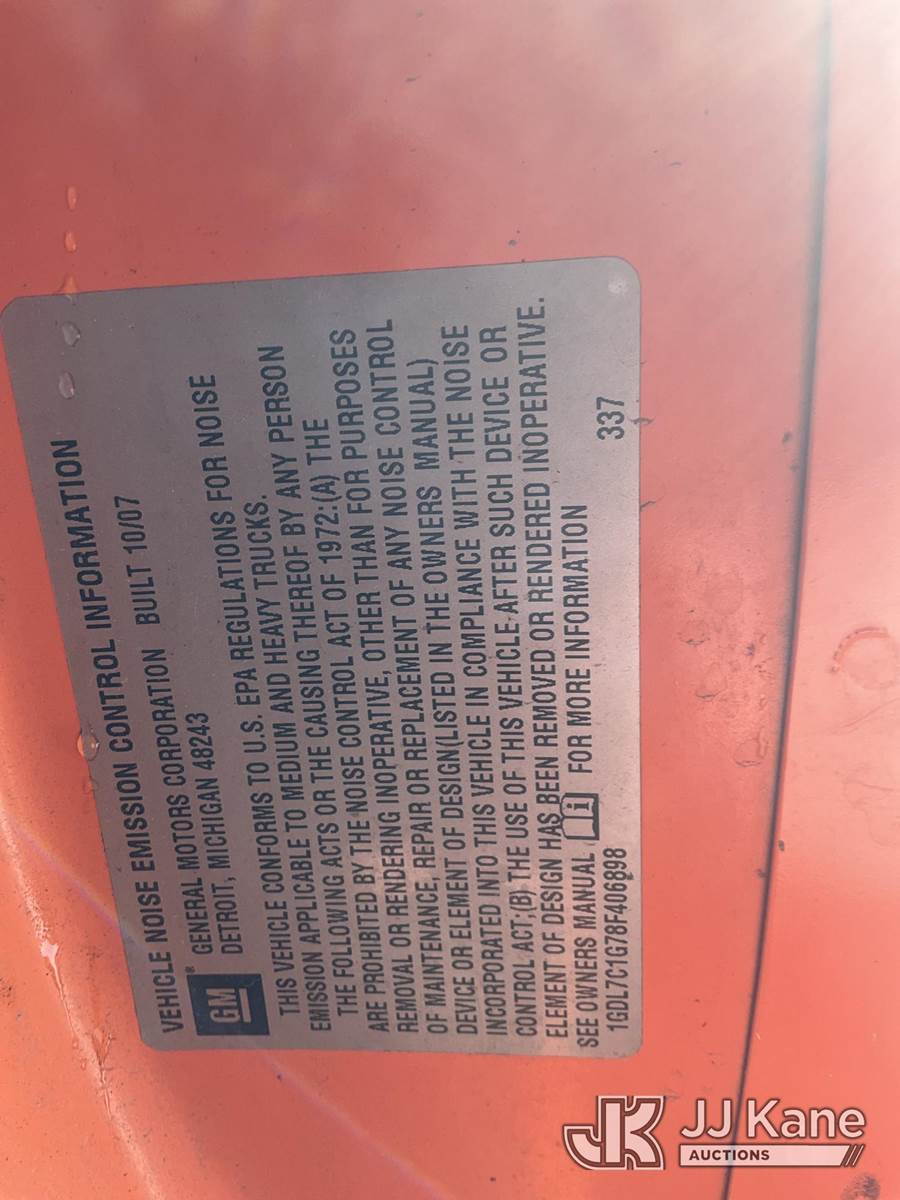 VEHICLE NOISE EMISSION CONTROL INFORMATION
GM ® GENERAL MOTORS CORPORATION BUILT 10/07
DETROIT, MICHIGAN 48243
THIS VEHICLE CONFORMS TO U.S. EPA REGULATIONS FOR NOISE
EMISSION APPLICABLE TO MEDIUM AND HEAVY TRUCKS.
THE FOLLOWING ACTS OR THE CAUSING THEREOF BY ANY PERSON
ARE PROHIBITED BY THE NOISE CONTROL ACT OF 1972:(A) THE
REMOVAL OR RENDERING INOPERATIVE, OTHER THAN FOR PURPOSES
OF MAINTENANCE, REPAIR OR REPLACEMENT OF ANY NOISE CONTROL
DEVICE OR ELEMENT OF DESIGN(LISTED IN THE OWNERS MANUAL)
INCORPORATED INTO THIS VEHICLE IN COMPLIANCE WITH THE NOISE
CONTROL ACT;(B) THE USE OF THIS VEHICLE AFTER SUCH DEVICE OR
ELEMENT OF DESIGN HAS BEEN REMOVED OR RENDERED INOPERATIVE.
SEE OWNERS MANUAL FOR MORE INFORMATION
1GDL7C1G78F406898 337
JK JJ Kane
AUCTIONS